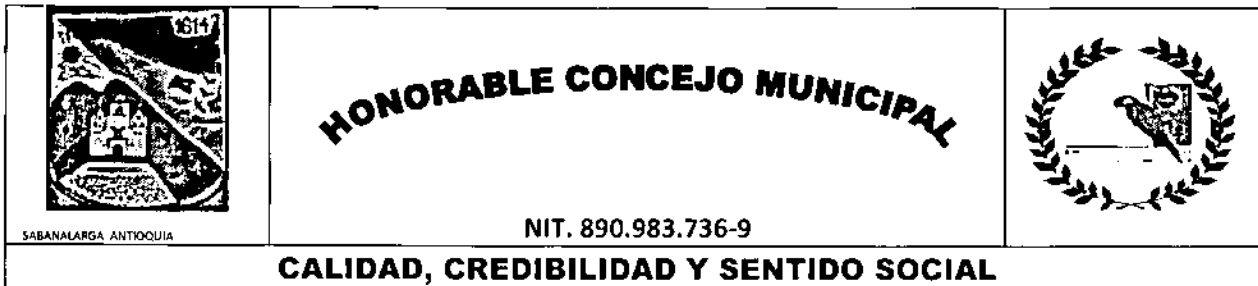 1614
HONORABLE CONCEJO MUNICIPAL
NIT. 890.983.736-9
SABANALARGA ANTIOQUIA
CALIDAD, CREDIBILIDAD Y SENTIDO SOCIAL